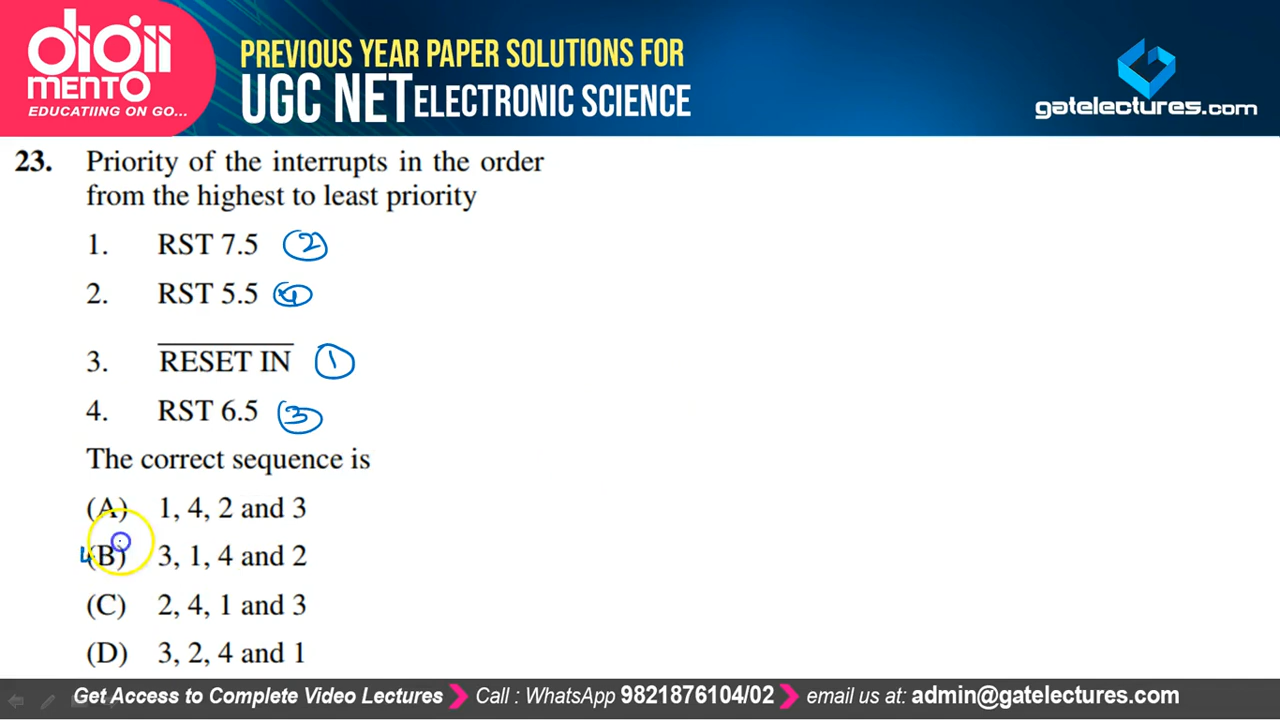 digii
MENTO
EDUCATIING ON GO...
PREVIOUS YEAR PAPER SOLUTIONS FOR
UGC NET ELECTRONIC SCIENCE
gatelectures.com
23. Priority of the interrupts in the order
from the highest to least priority
1. RST 7.5 2
2. RST 5.5 4
3. RESET IN 1
4. RST 6.5 3
The correct sequence is
(A) 1, 4, 2 and 3
(B) 3, 1, 4 and 2
(C) 2, 4, 1 and 3
(D) 3, 2, 4 and 1
Get Access to Complete Video Lectures Call : WhatsApp 9821876104/02 email us at: admin@gatelectures.com